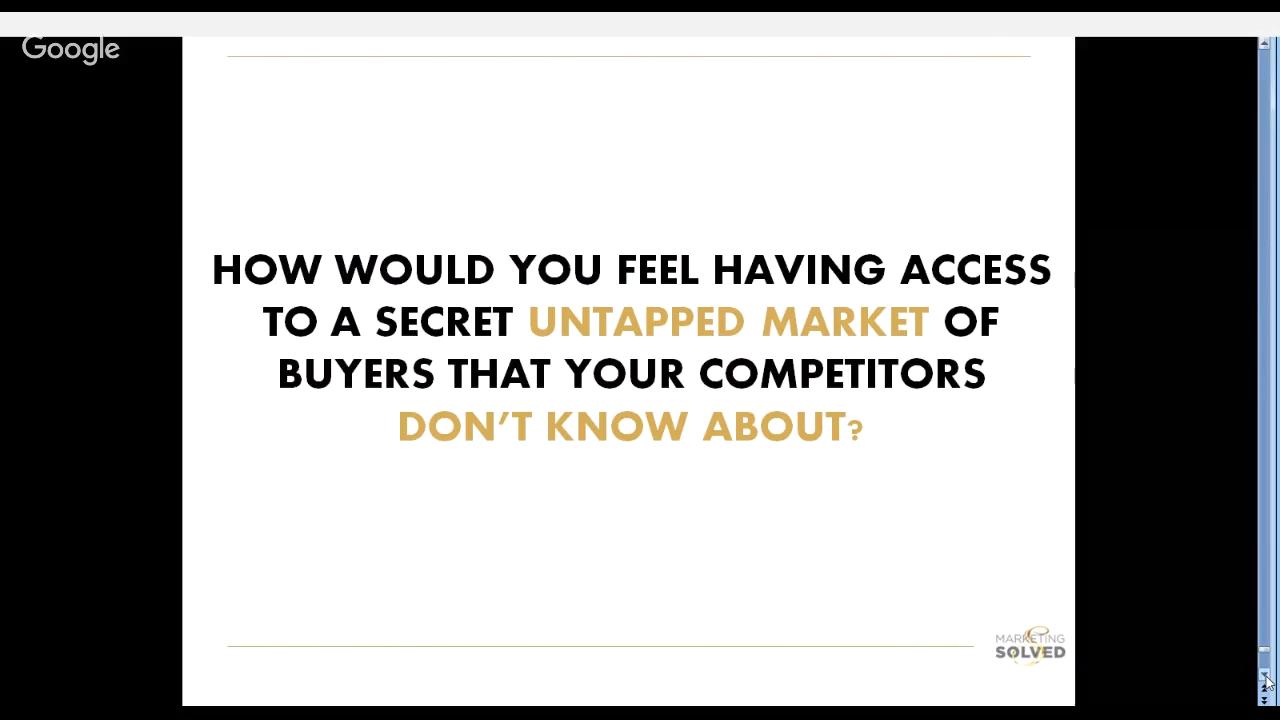 Google
HOW WOULD YOU FEEL HAVING ACCESS
TO A SECRET UNTAPPED MARKET OF
BUYERS THAT YOUR COMPETITORS
DON'T KNOW ABOUT?
MARKETING
SOLVED